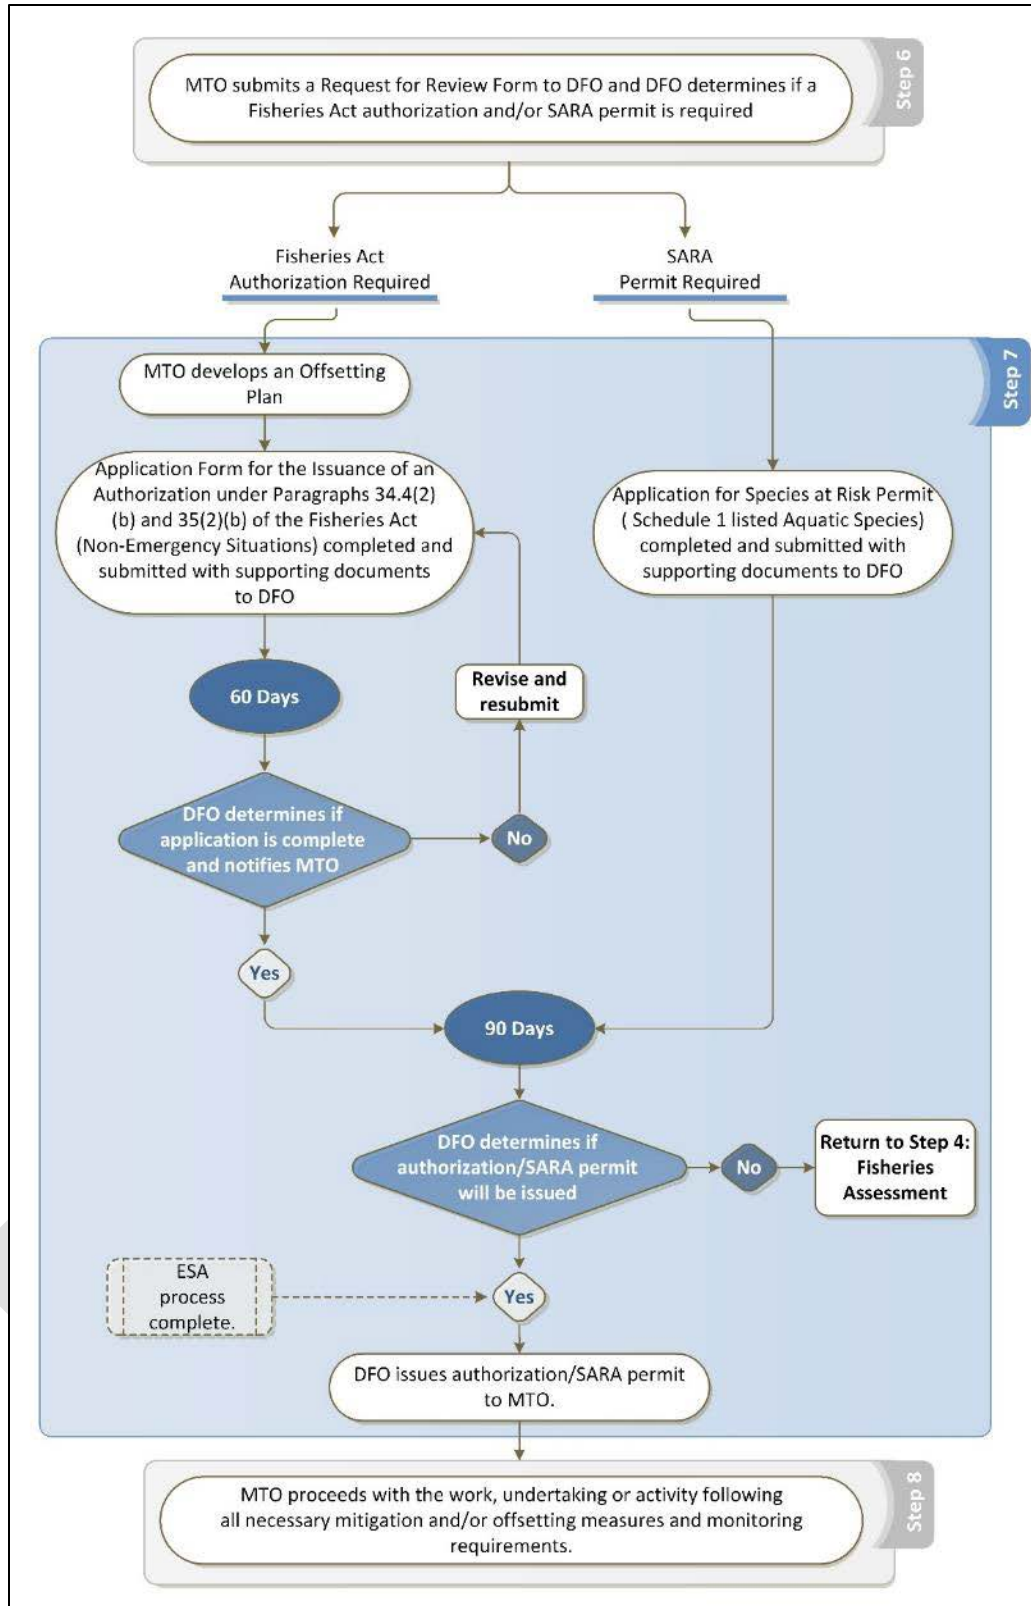 Step 6
MTO submits a Request for Review Form to DFO and DFO determines if a
Fisheries Act authorization and/or SARA permit is required
Fisheries Act
Authorization Required
SARA
Permit Required
Step 7
MTO develops an Offsetting
Plan
Application Form for the Issuance of an
Authorization under Paragraphs 34.4(2)
(b) and 35(2)(b) of the Fisheries Act
(Non-Emergency Situations) completed and
submitted with supporting documents
to DFO
Application for Species at Risk Permit
( Schedule 1 listed Aquatic Species)
completed and submitted with
supporting documents to DFO
60 Days
Revise and
resubmit
DFO determines if
application is complete
and notifies MTO
No
Yes
90 Days
DFO determines if
authorization/SARA permit
will be issued
No
Return to Step 4:
Fisheries
Assessment
ESA
process
complete.
Yes
DFO issues authorization/SARA permit
to MTO.
Step 8
MTO proceeds with the work, undertaking or activity following
all necessary mitigation and/or offsetting measures and monitoring
requirements.